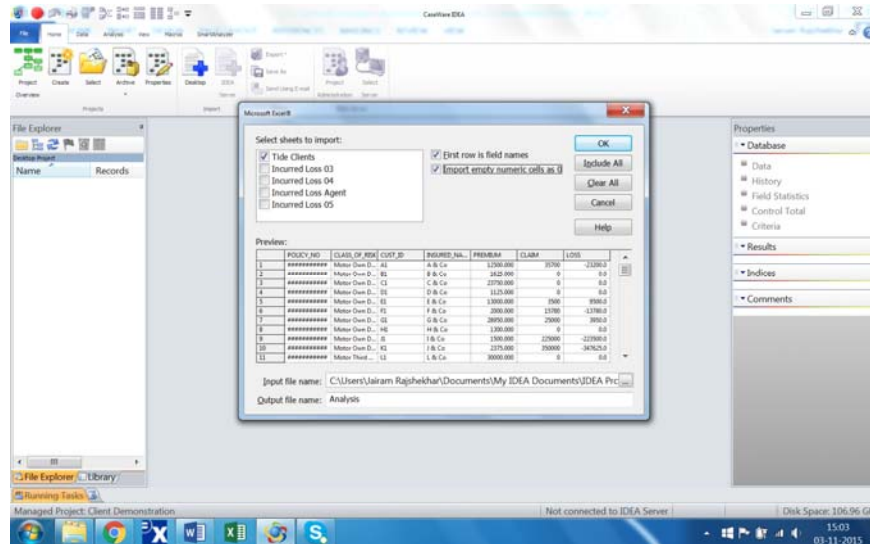 CaseWare IDEA
File Home Data Analysis View Macros SmartAnalyzer
Project Overview
Create
Select
Archive
Properties
Desktop
IDEA Server
Export
Save As
Send Using E-mail
Project Administration
Select Server
Projects
Import
Microsoft Excel®
File Explorer
Desktop Project
Name Records
Select sheets to import:
Tide Clients
Incurred Loss 03
Incurred Loss 04
Incurred Loss Agent
Incurred Loss 05
First row is field names
Import empty numeric cells as 0
OK
Include All
Clear All
Cancel
Help
Preview:
POLICY_NO CLASS_OF_RISK CUST_ID INSURED_NA... PREMIUM CLAIM LOSS
1 ########### Motor Own D... A1 A & Co 12500.000 35700 -23200.0
2 ########### Motor Own D... B1 B & Co 1625.000 0 0.0
3 ########### Motor Own D... C1 C & Co 23750.000 0 0.0
4 ########### Motor Own D... D1 D & Co 1125.000 0 0.0
5 ########### Motor Own D... E1 E & Co 13000.000 3500 9500.0
6 ########### Motor Own D... F1 F & Co 2000.000 15780 -13780.0
7 ########### Motor Own D... G1 G & Co 28950.000 25000 3950.0
8 ########### Motor Own D... H1 H & Co 1300.000 0 0.0
9 ########### Motor Own D... I1 I & Co 1500.000 225000 -223500.0
10 ########### Motor Own D... K1 J & Co 2375.000 350000 -347625.0
11 ########### Motor Third ... L1 L & Co 30000.000 0 0.0
Input file name: C:\Users\Jairam Rajshekhar\Documents\My IDEA Documents\IDEA Prc ...
Output file name: Analysis
Properties
Database
Data
History
Field Statistics
Control Total
Criteria
Results
Indices
Comments
File Explorer Library
Running Tasks
Managed Project: Client Demonstration Not connected to IDEA Server Disk Space: 106.96 G
15:03
03-11-2015